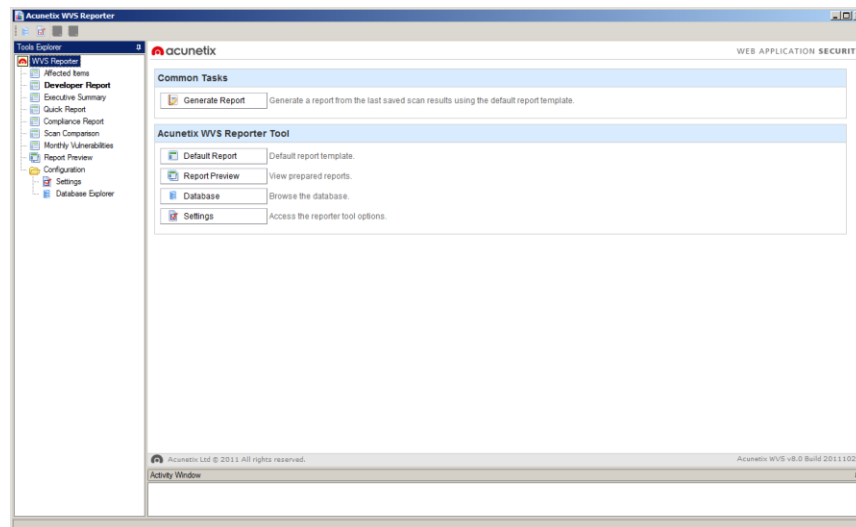 Acunetix WVS Reporter
Tools Explorer
WVS Reporter
Affected Items
Developer Report
Executive Summary
Quick Report
Compliance Report
Scan Comparison
Monthly Vulnerabilities
Report Preview
Configuration
Settings
Database Explorer
acunetix
WEB APPLICATION SECURIT
Common Tasks
Generate Report Generate a report from the last saved scan results using the default report template.
Acunetix WVS Reporter Tool
Default Report Default report template.
Report Preview View prepared reports.
Database Browse the database.
Settings Access the reporter tool options.
Acunetix Ltd © 2011 All rights reserved. Acunetix WVS v8.0 Build 2011102
Activity Window